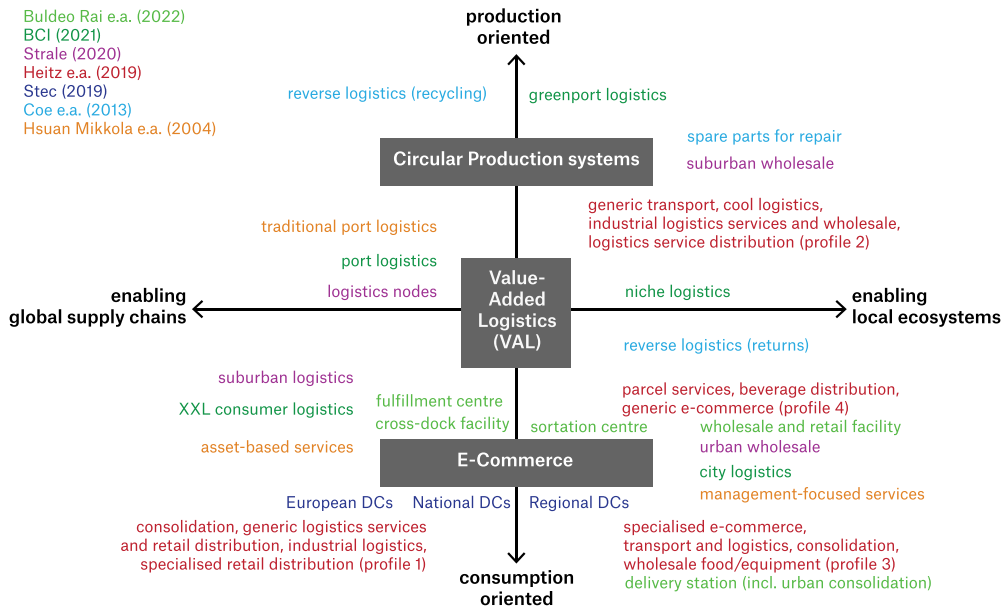 Buldeo Rai e.a. (2022)
BCI (2021)
Strale (2020)
Heitz e.a. (2019)
Stec (2019)
Coe e.a. (2013)
Hsuan Mikkola e.a. (2004)
production
oriented
reverse logistics (recycling)
greenport logistics
spare parts for repair
Circular Production systems
suburban wholesale
generic transport, cool logistics,
industrial logistics services and wholesale,
logistics service distribution (profile 2)
traditional port logistics
port logistics
logistics nodes
Value-
Added
Logistics
(VAL)
niche logistics
enabling
global supply chains
enabling
local ecosystems
reverse logistics (returns)
suburban logistics
XXL consumer logistics
asset-based services
fulfillment centre
cross-dock facility
sortation centre
parcel services, beverage distribution,
generic e-commerce (profile 4)
wholesale and retail facility
urban wholesale
city logistics
management-focused services
E-Commerce
European DCs
National DCs
Regional DCs
consolidation, generic logistics services
and retail distribution, industrial logistics,
specialised retail distribution (profile 1)
specialised e-commerce,
transport and logistics, consolidation,
wholesale food/equipment (profile 3)
delivery station (incl. urban consolidation)
consumption
oriented